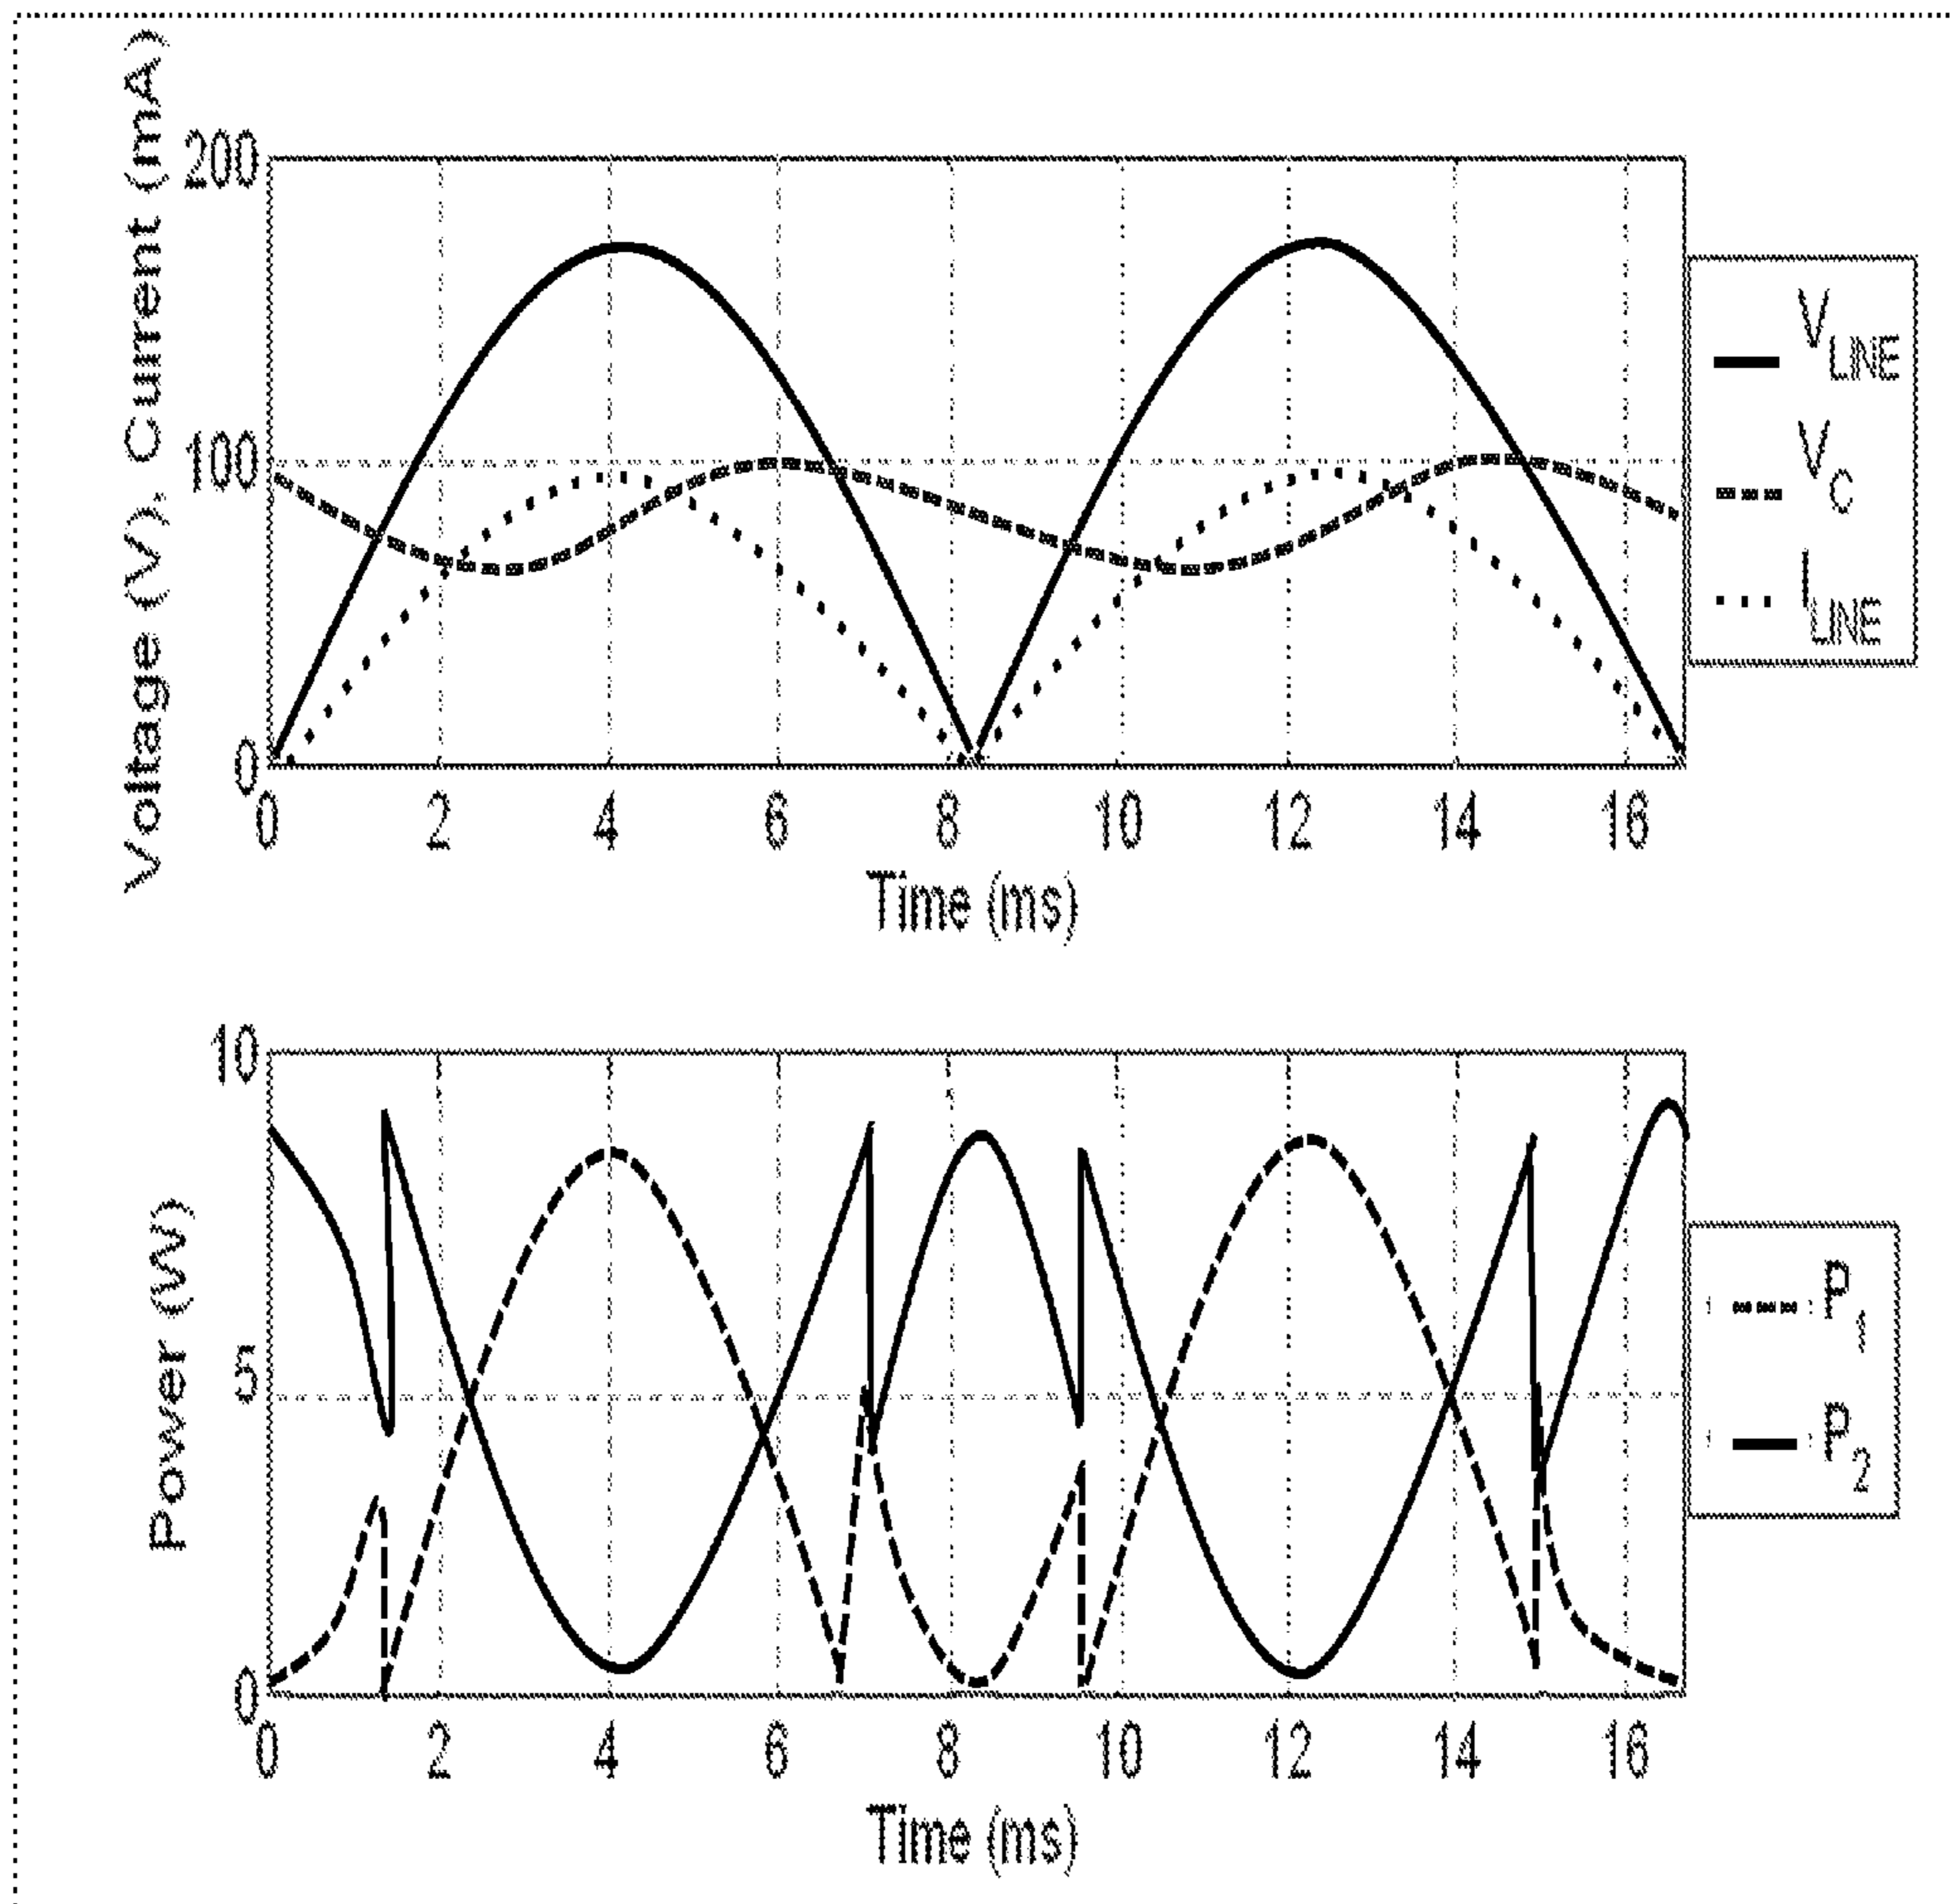 Voltage (V), Current (mA)
200
100
0
0 2 4 6 8 10 12 14 16
Time (ms)
VLINE
VC
ILINE
Power (W)
10
5
0
0 2 4 6 8 10 12 14 16
Time (ms)
P1
P2